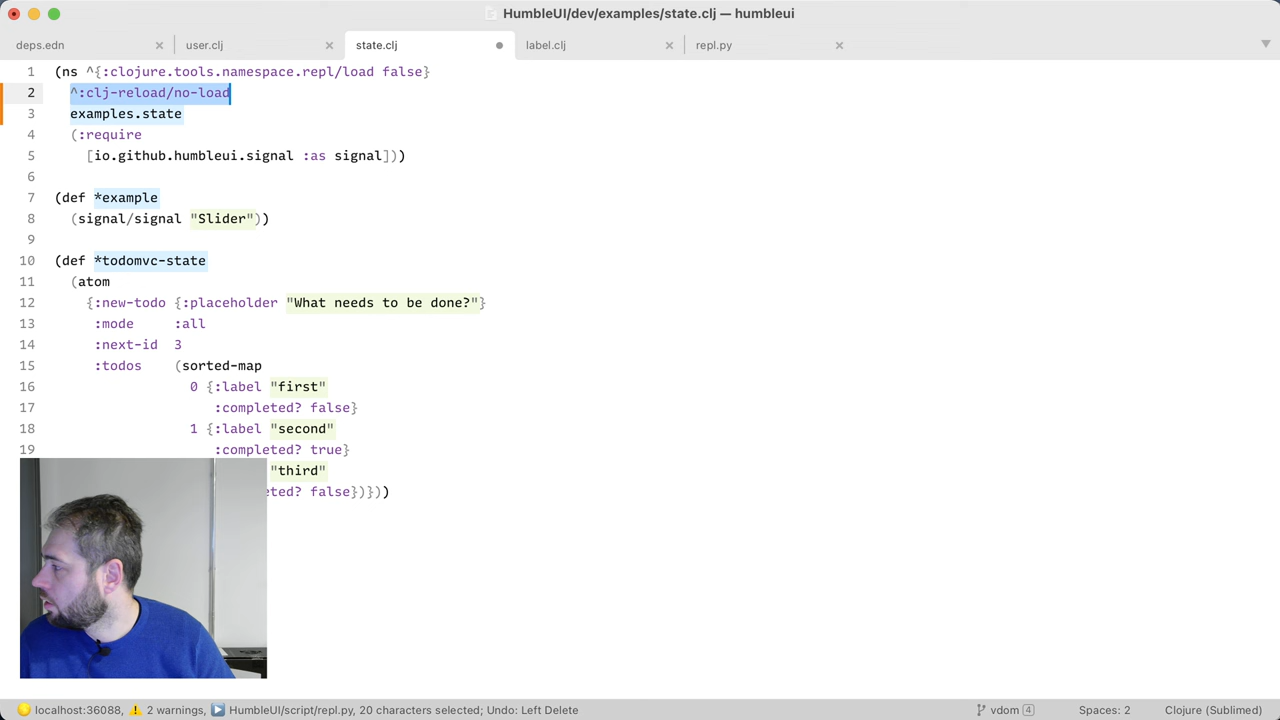 HumbleUI/dev/examples/state.clj — humbleui
deps.edn
user.clj
state.clj
label.clj
repl.py
1 (ns ^{:clojure.tools.namespace.repl/load false}
2 ^:clj-reload/no-load
3 examples.state
4 (:require
5 [io.github.humbleui.signal :as signal]))
6
7 (def *example
8 (signal/signal "Slider"))
9
10 (def *todomvc-state
11 (atom
12 {:new-todo {:placeholder "What needs to be done?"}
13 :mode :all
14 :next-id 3
15 :todos (sorted-map
16 0 {:label "first"
17 :completed? false}
18 1 {:label "second"
19 :completed? true}
"third"
eted? false})}))
localhost:36088, 2 warnings, HumbleUI/script/repl.py, 20 characters selected; Undo: Left Delete
vdom 4
Spaces: 2
Clojure (Sublimed)